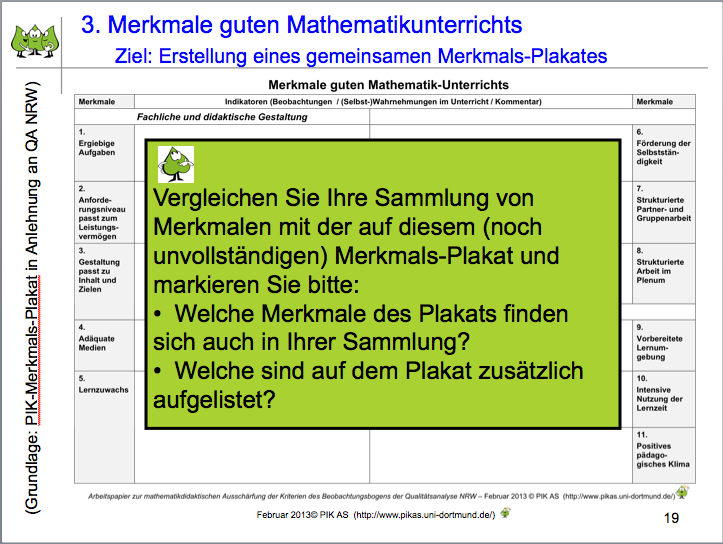 3. Merkmale guten Mathematikunterrichts
Ziel: Erstellung eines gemeinsamen Merkmals-Plakates
(Grundlage: PIK-Merkmals-Plakat in Anlehnung an QA NRW)
Merkmale guten Mathematik-Unterrichts
Merkmale
Indikatoren (Beobachtungen / (Selbst-)Wahrnehmungen im Unterricht / Kommentar)
Merkmale
Fachliche und didaktische Gestaltung
1.
Ergiebige
Aufgaben
2.
Anforde-
rungsniveau
passt zum
Leistungs-
vermögen
3.
Gestaltung
passt zu
Inhalt und
Zielen
4.
Adäquate
Medien
5.
Lernzuwachs
Vergleichen Sie Ihre Sammlung von
Merkmalen mit der auf diesem (noch
unvollständigen) Merkmals-Plakat und
markieren Sie bitte:
• Welche Merkmale des Plakats finden
sich auch in Ihrer Sammlung?
• Welche sind auf dem Plakat zusätzlich
aufgelistet?
6.
Förderung der
Selbststän-
digkeit
7.
Strukturierte
Partner- und
Gruppenarbeit
8.
Strukturierte
Arbeit im
Plenum
9.
Vorbereitete
Lernum-
gebung
10.
Intensive
Nutzung der
Lernzeit
11.
Positives
pädago-
gisches Klima
Arbeitspapier zur mathematikdidaktischen Ausschärfung der Kriterien des Beobachtungsbogens der Qualitätsanalyse NRW – Februar 2013 © PIK AS (http://www.pikas.uni-dortmund.de/)
Februar 2013© PIK AS (http://www.pikas.uni-dortmund.de/)
19